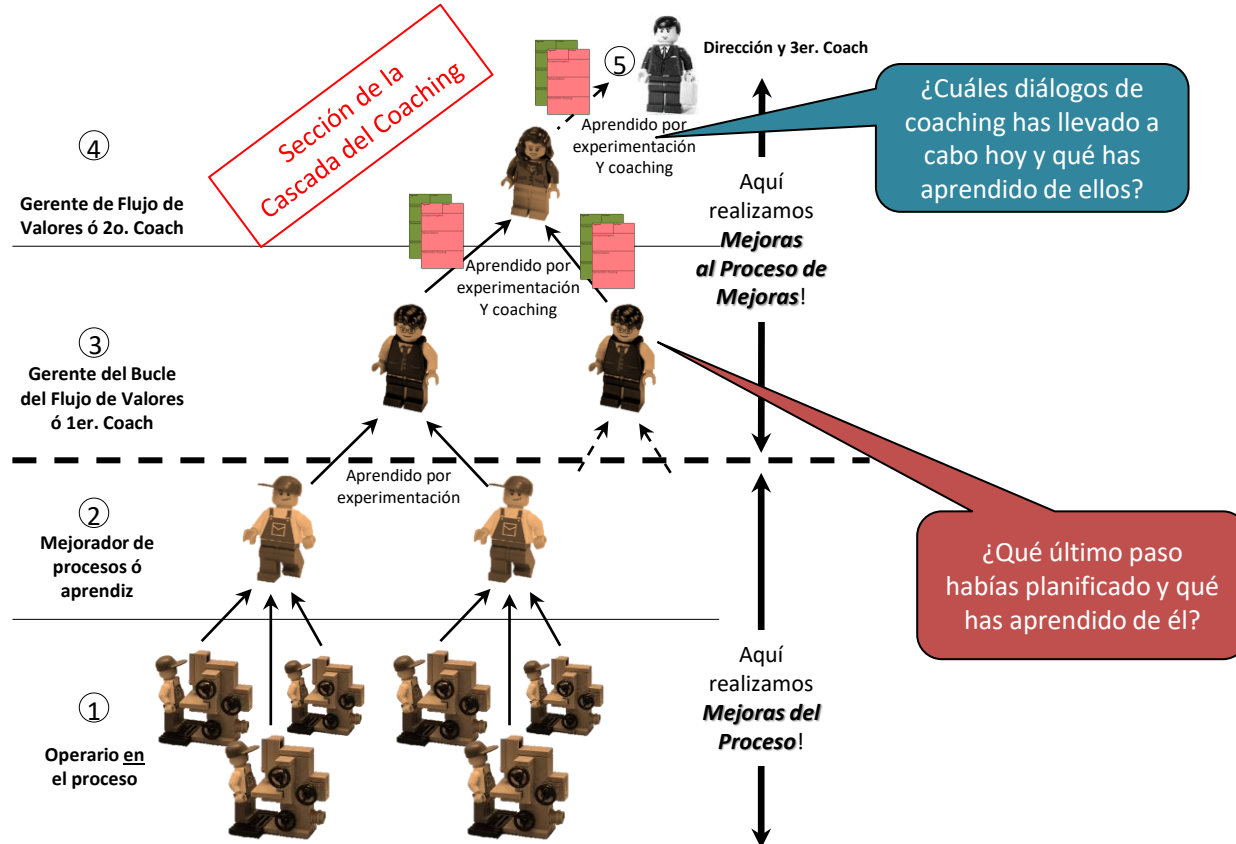 Sección de la
Cascada del Coaching
5
Dirección y 3er. Coach
¿Cuáles diálogos de
coaching has llevado a
cabo hoy y qué has
aprendido de ellos?
Aprendido por
experimentación
Y coaching
4
Gerente de Flujo de
Valores ó 2o. Coach
Aquí
realizamos
Mejoras
al Proceso de
Mejoras!
Aprendido por
experimentación
Y coaching
3
Gerente del Bucle
del Flujo de Valores
ó 1er. Coach
Aprendido por
experimentación
2
Mejorador de
procesos ó
aprendiz
¿Qué último paso
habías planificado y qué
has aprendido de él?
Aquí
realizamos
Mejoras del
Proceso!
1
Operario en
el proceso